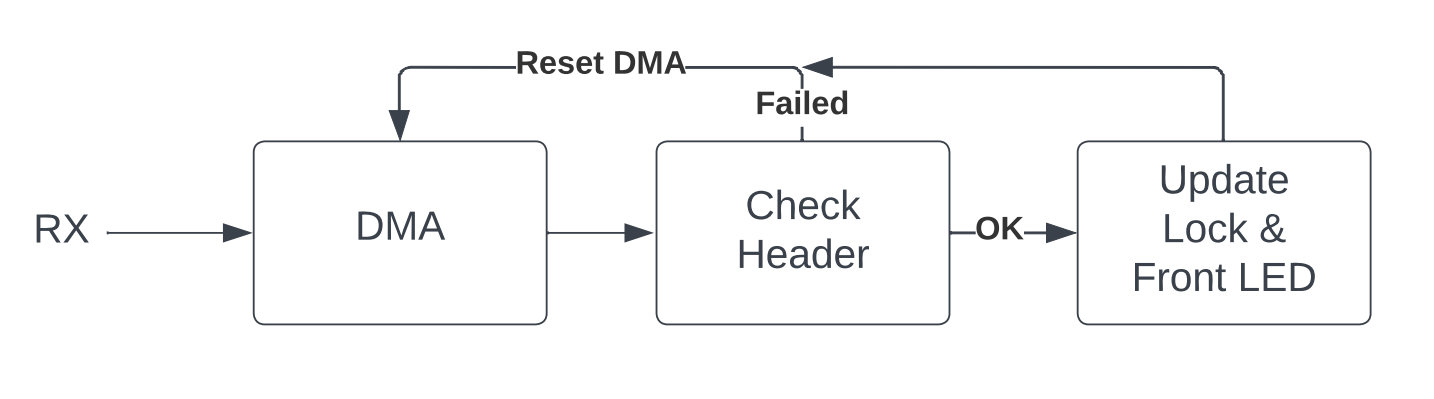 Reset DMA
Failed
RX
DMA
Check
Header
OK
Update
Lock &
Front LED